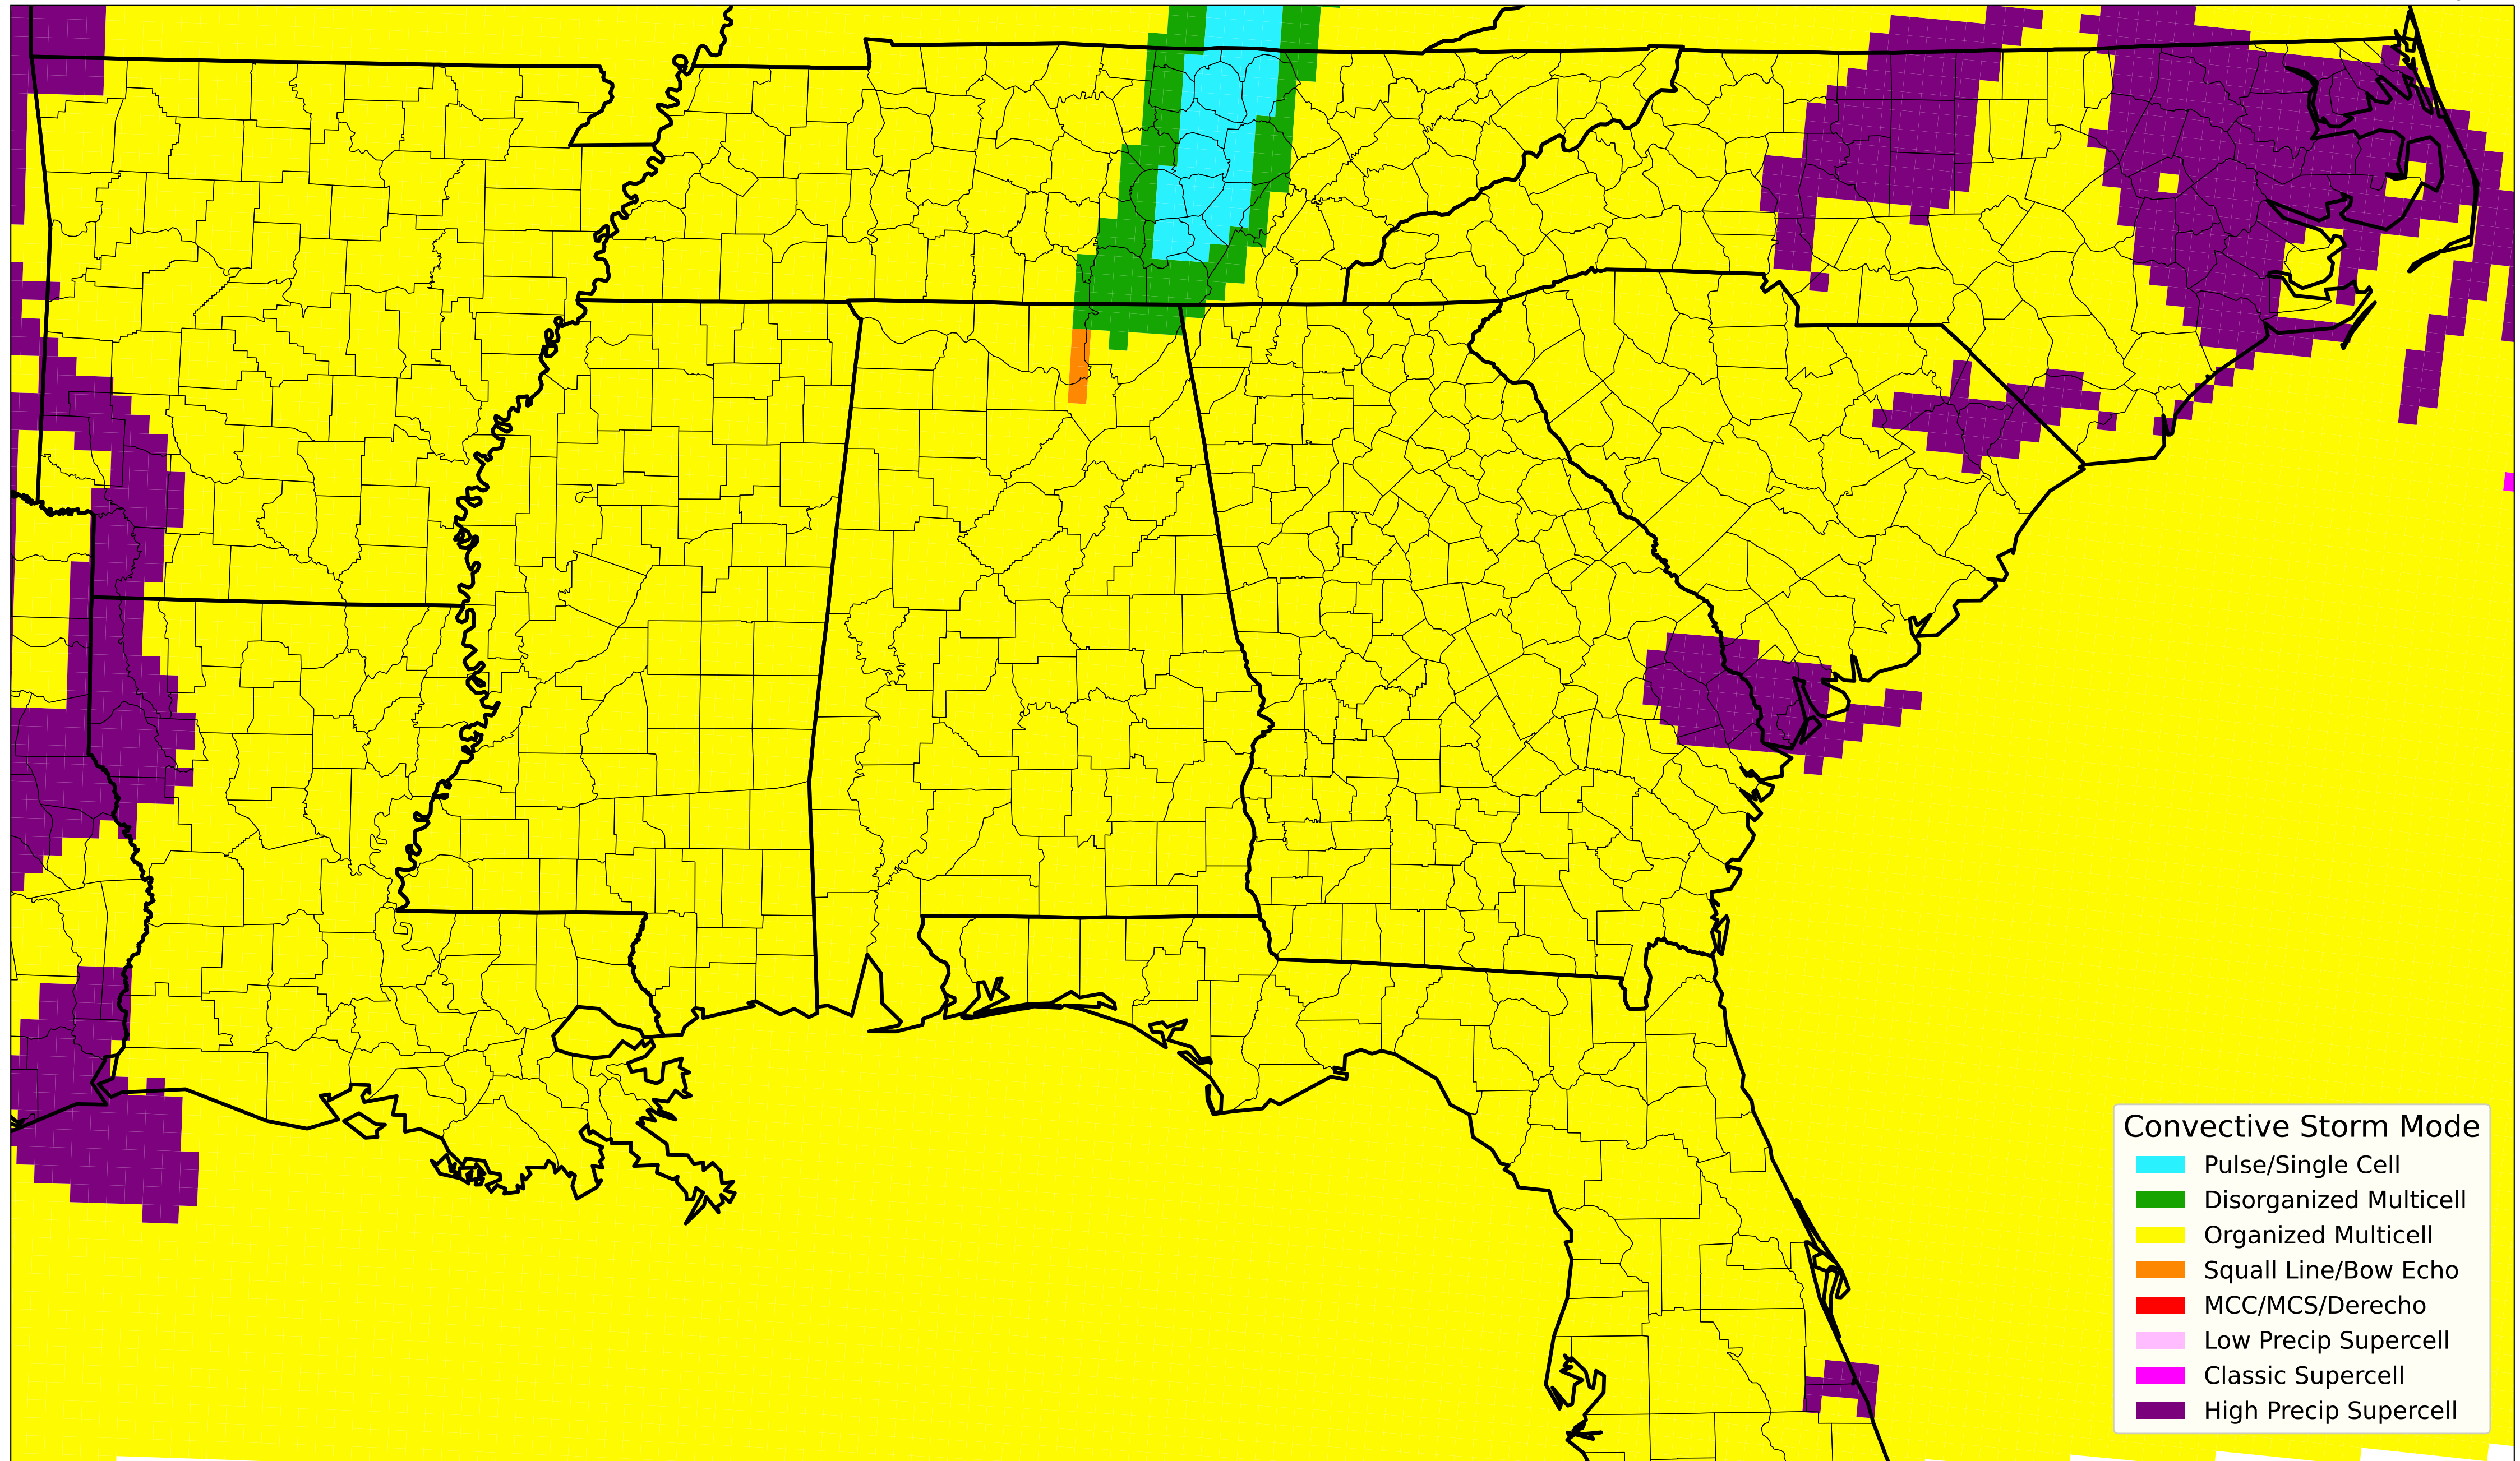 Convective Storm Mode
Pulse/Single Cell
Disorganized Multicell
Organized Multicell
Squall Line/Bow Echo
MCC/MCS/Derecho
Low Precip Supercell
Classic Supercell
High Precip Supercell